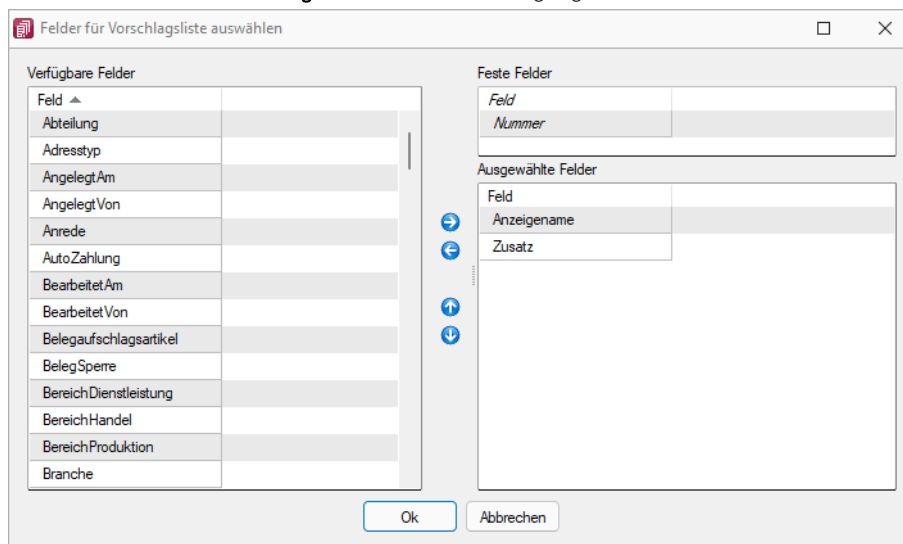 Felder für Vorschlagsliste auswählen
Verfügbare Felder
Feld
Abteilung
Adresstyp
AngelegtAm
AngelegtVon
Anrede
AutoZahlung
BearbeitetAm
BearbeitetVon
Belegaufschlagsartikel
BelegSperre
BereichDienstleistung
BereichHandel
BereichProduktion
Branche
Feste Felder
Feld
Nummer
Ausgewählte Felder
Feld
Anzeigename
Zusatz
Ok
Abbrechen